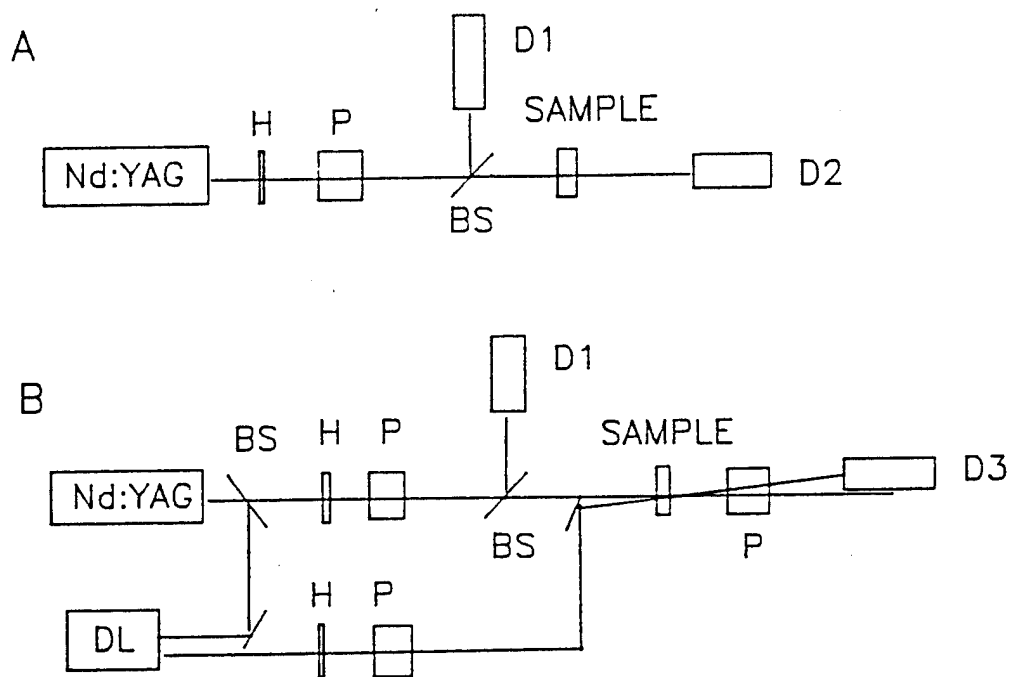 A
D1
SAMPLE
H P
Nd:YAG
D2
BS
D1
B
BS H P SAMPLE
D3
Nd:YAG
BS
P
H P
DL